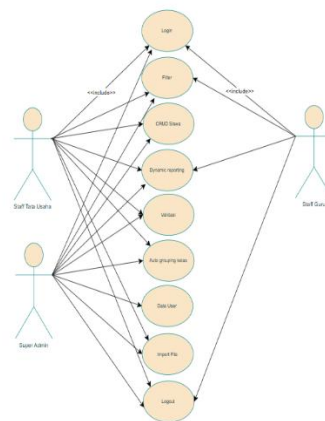 Login
<<include>>
<<include>>
Filter
CRUD Siswa
Staff Tata Usaha
Dynamic reporting
Staff Guru
Validasi
Auto grouping kelas
Data User
Super Admin
Import File
Logout